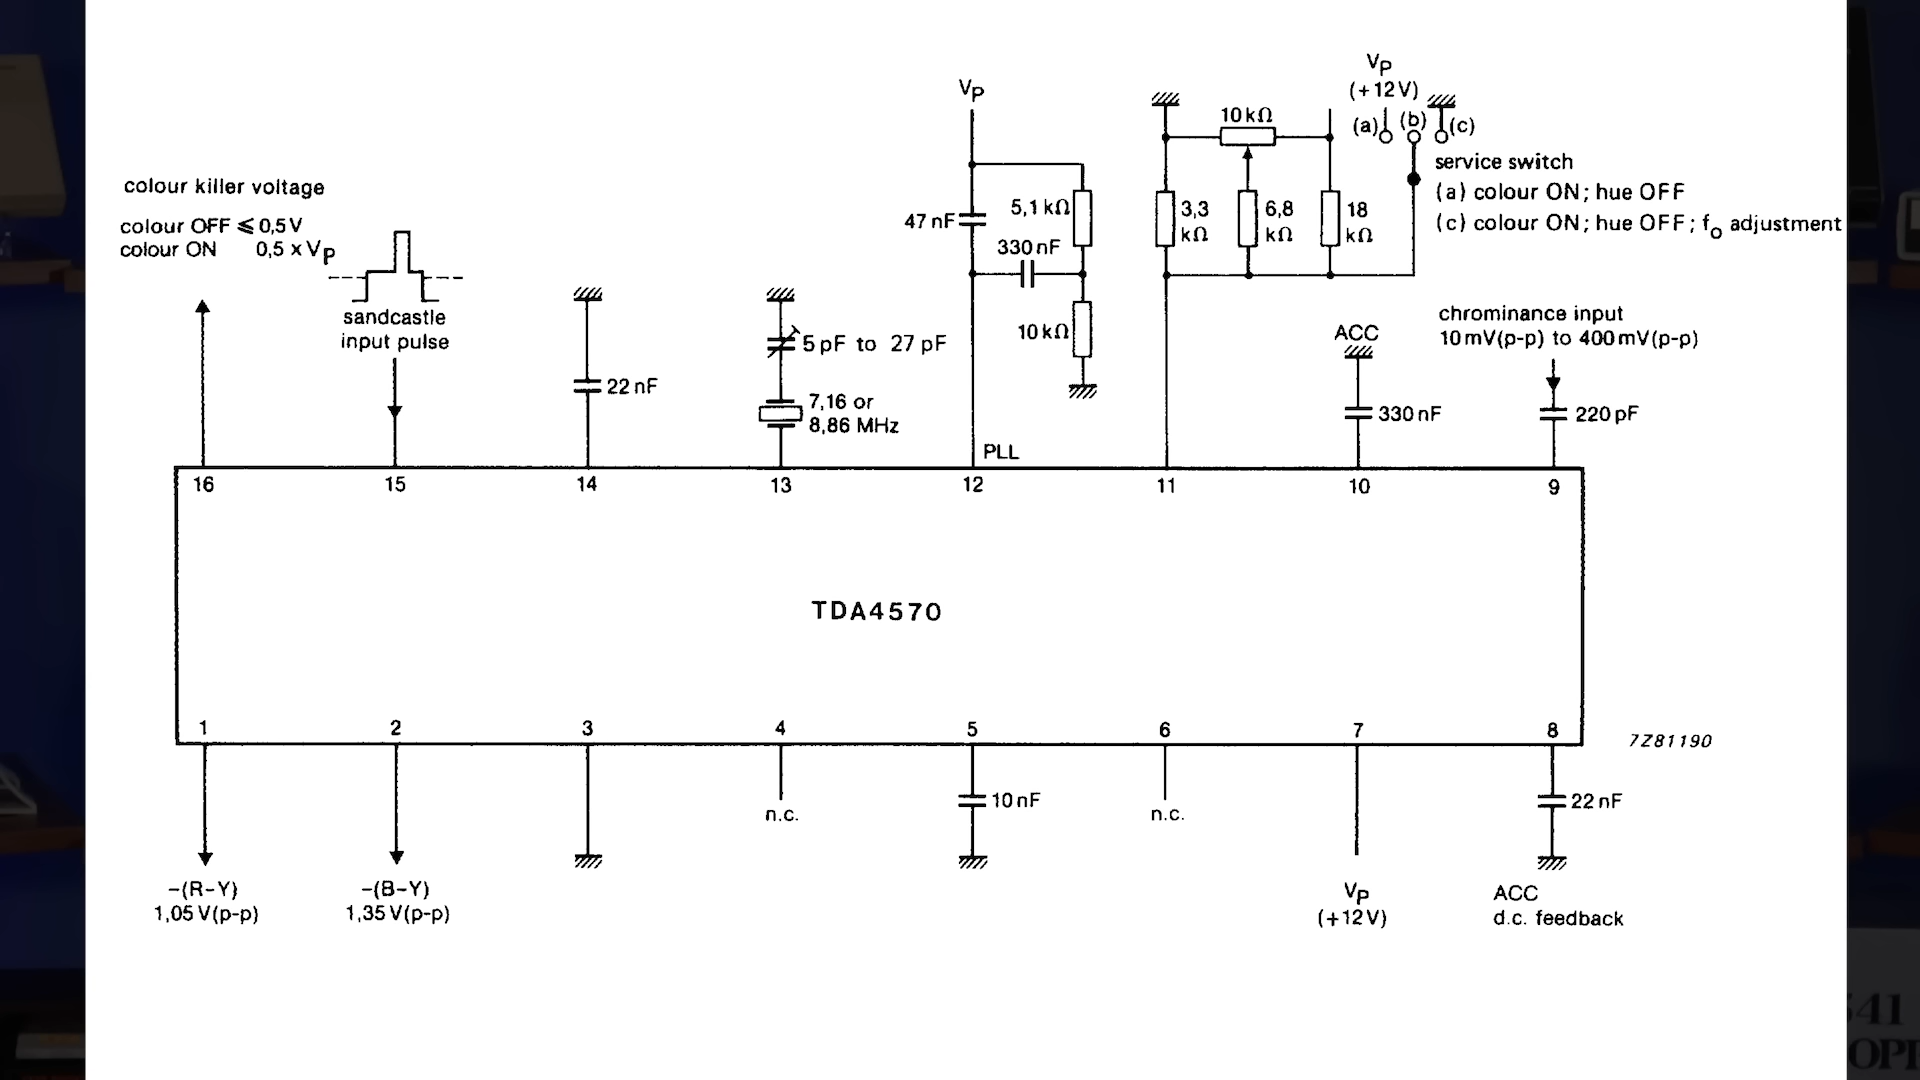 colour killer voltage
colour OFF ⩽ 0,5 V
colour ON 0,5 x Vp
sandcastle
input pulse
22 nF
5 pF to 27 pF
7,16 or
8,86 MHz
Vp
47 nF
5,1 kΩ
330 nF
10 kΩ
PLL
10 kΩ
3,3
kΩ
6,8
kΩ
18
kΩ
Vp
(+12V)
(a) (b) (c)
service switch
(a) colour ON; hue OFF
(c) colour ON; hue OFF; fo adjustment
ACC
330 nF
chrominance input
10 mV(p-p) to 400 mV(p-p)
220 pF
16 15 14 13 12 11 10 9
TDA4570
1 2 3 4 5 6 7 8
7Z81190
-(R-Y)
1,05 V(p-p)
-(B-Y)
1,35 V(p-p)
n.c.
10 nF
n.c.
Vp
(+12V)
22 nF
ACC
d.c. feedback